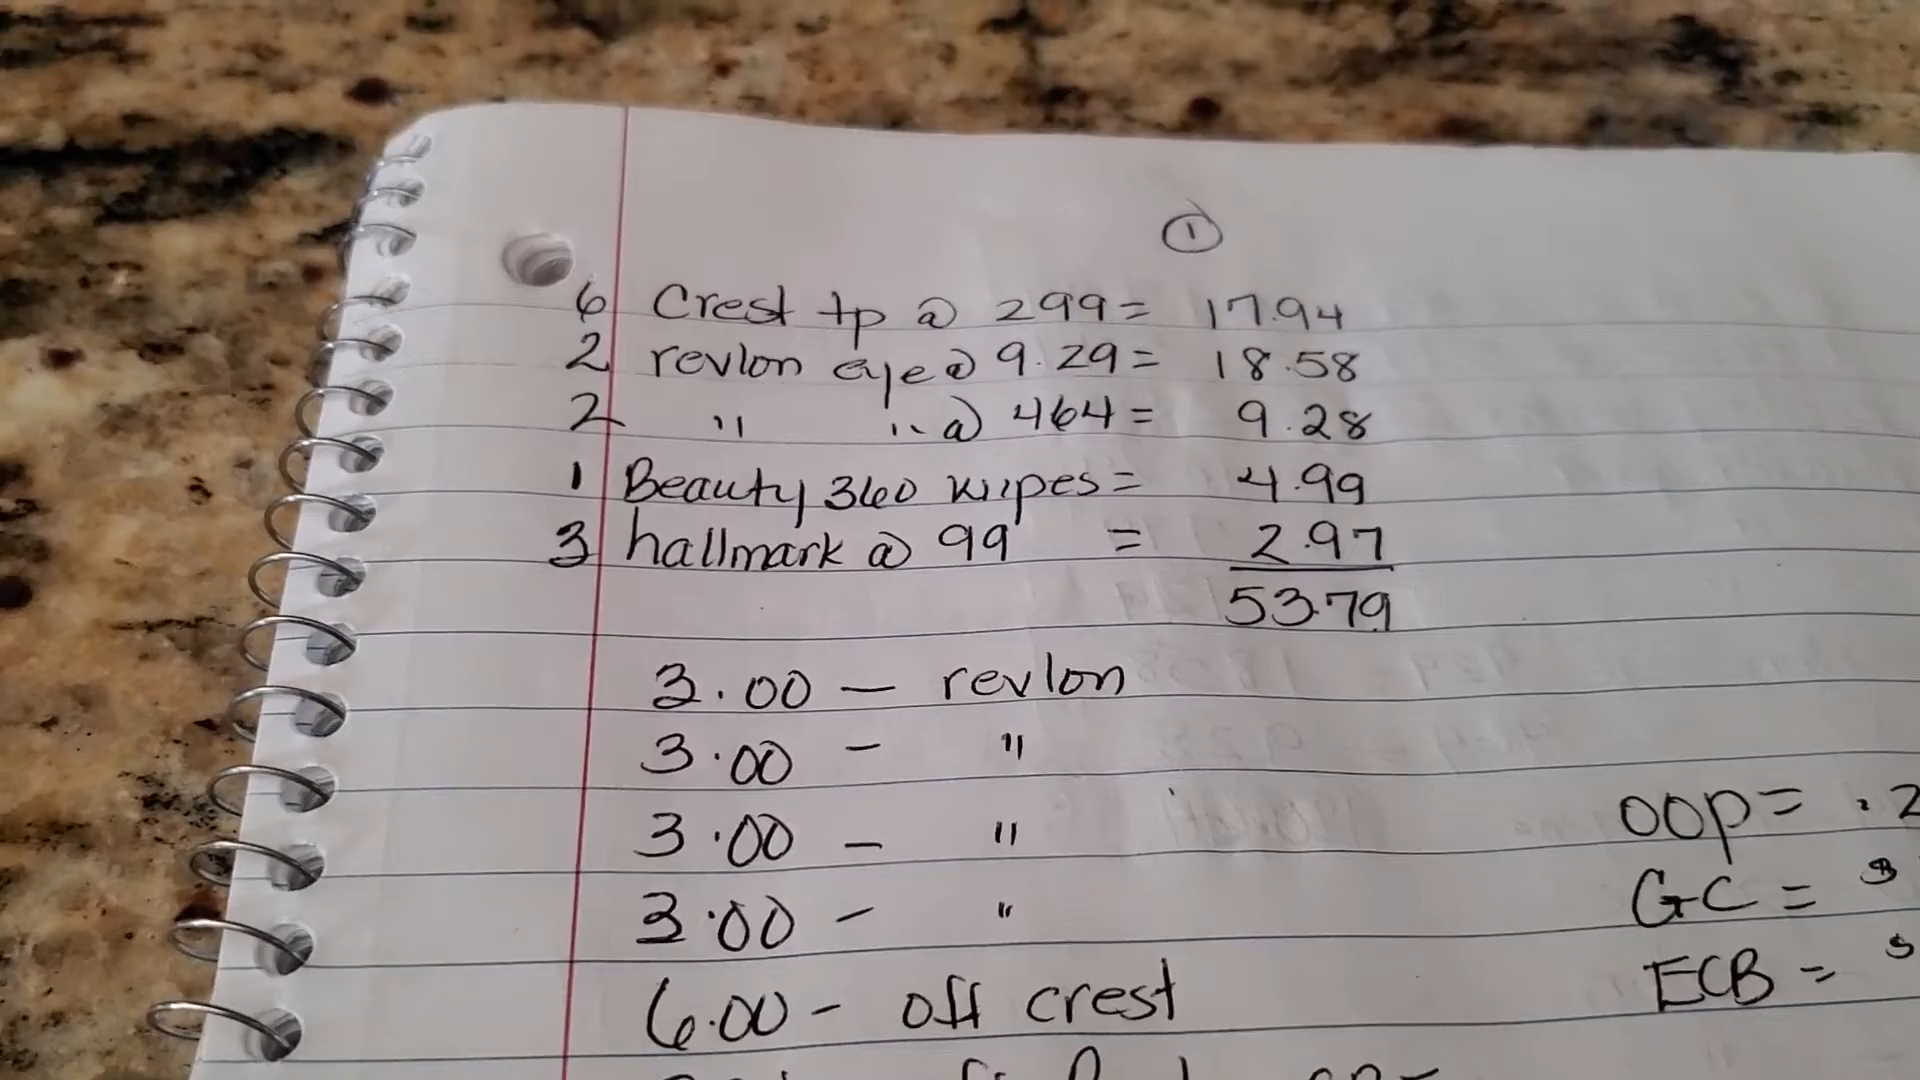 1
6 Crest tp @ 299 = 17.94
2 revlon eye @ 9.29 = 18.58
2 " " @ 464 = 9.28
1 Beauty 360 wipes = 4.99
3 hallmark @ 99 = 2.97
53.79
3.00 — revlon
3.00 - "
3.00 - "
3.00 - "
6.00 - off crest
OOP = .2
GC = $
ECB = $